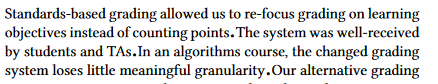 Standards-based grading allowed us to re-focus grading on learning
objectives instead of counting points.The system was well-received
by students and TAs.In an algorithms course, the changed grading
system loses little meaningful granularity.Our alternative grading